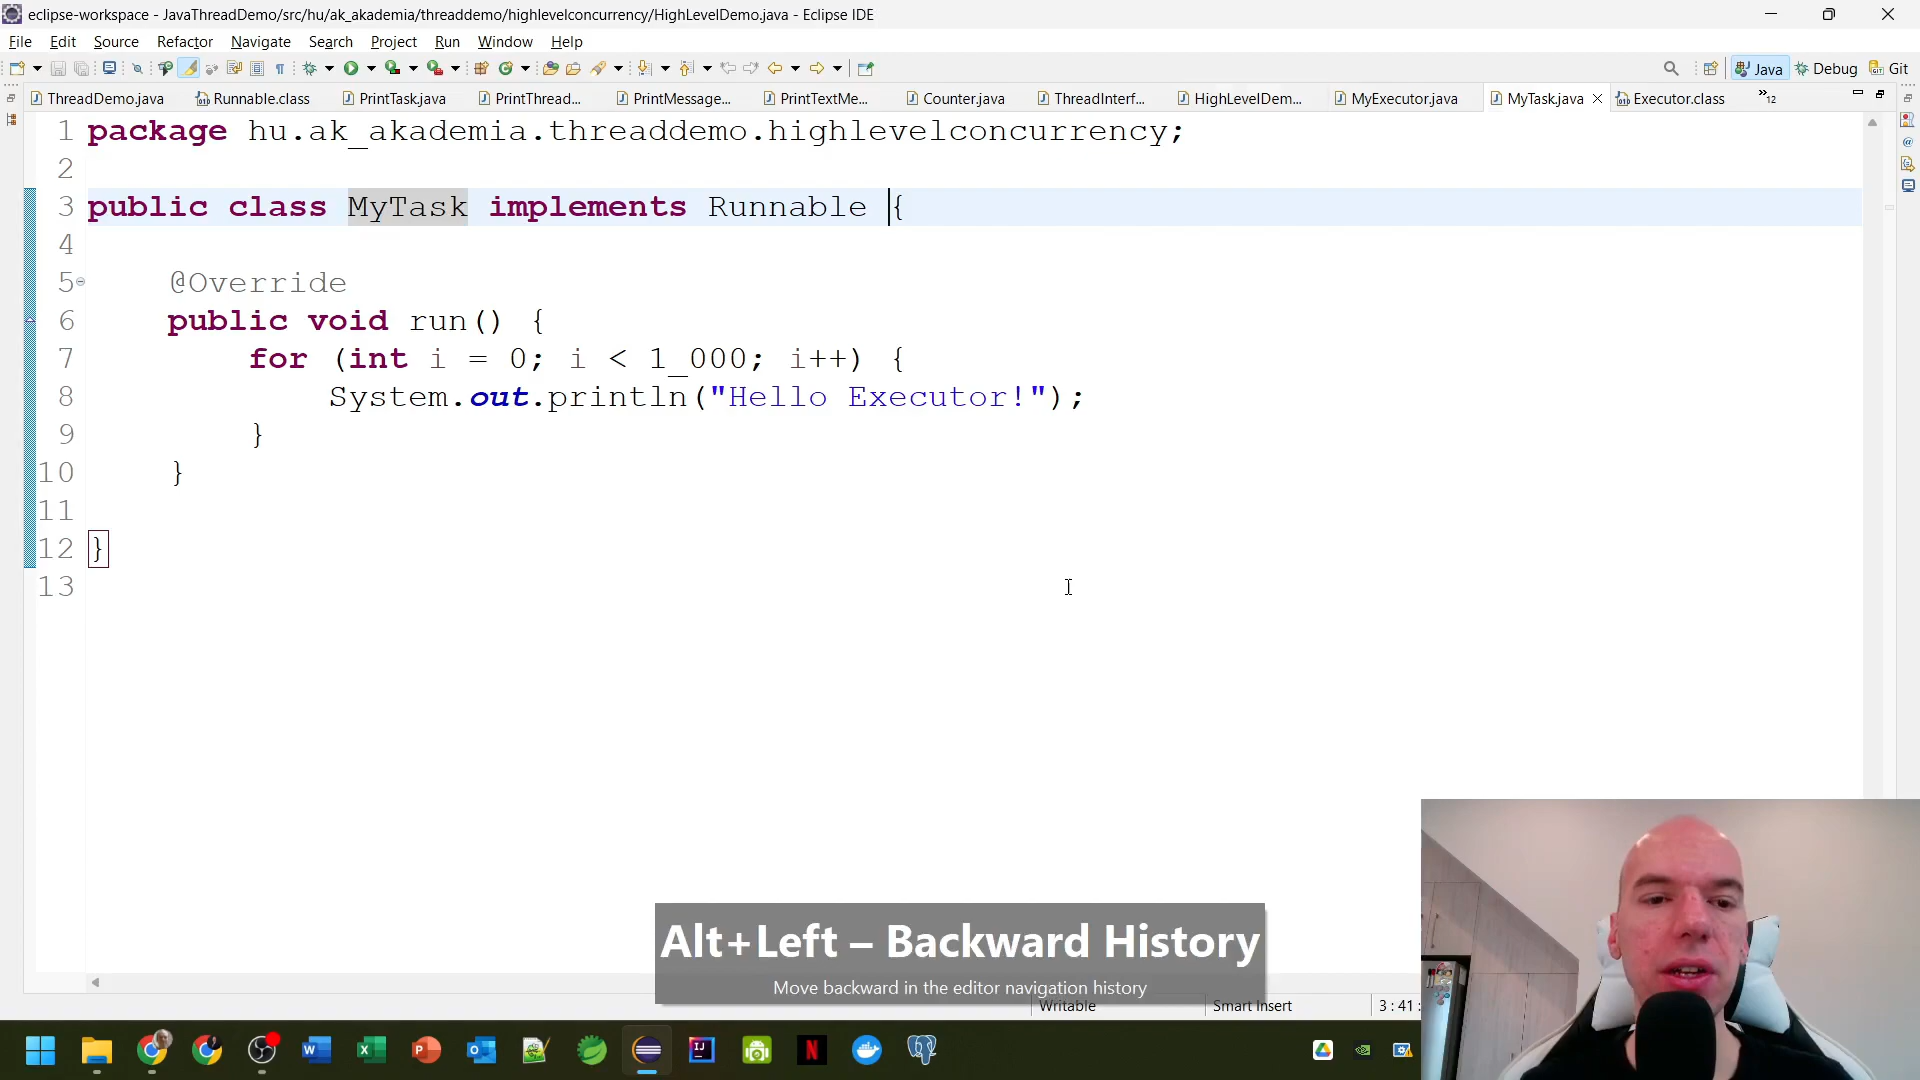 eclipse-workspace - JavaThreadDemo/src/hu/ak_akademia/threaddemo/highlevelconcurrency/HighLevelDemo.java - Eclipse IDE
File Edit Source Refactor Navigate Search Project Run Window Help
Java Debug Git
ThreadDemo.java Runnable.class PrintTask.java PrintThread... PrintMessage... PrintTextMe... Counter.java ThreadInterf... HighLevelDem... MyExecutor.java MyTask.java Executor.class »12
1 package hu.ak_akademia.threaddemo.highlevelconcurrency;
2
3 public class MyTask implements Runnable {
4
5 @Override
6 public void run() {
7 for (int i = 0; i < 1_000; i++) {
8 System.out.println("Hello Executor!");
9 }
10 }
11
12 }
13
Alt+Left – Backward History
Move backward in the editor navigation history
Writable Smart Insert 3 : 41 :